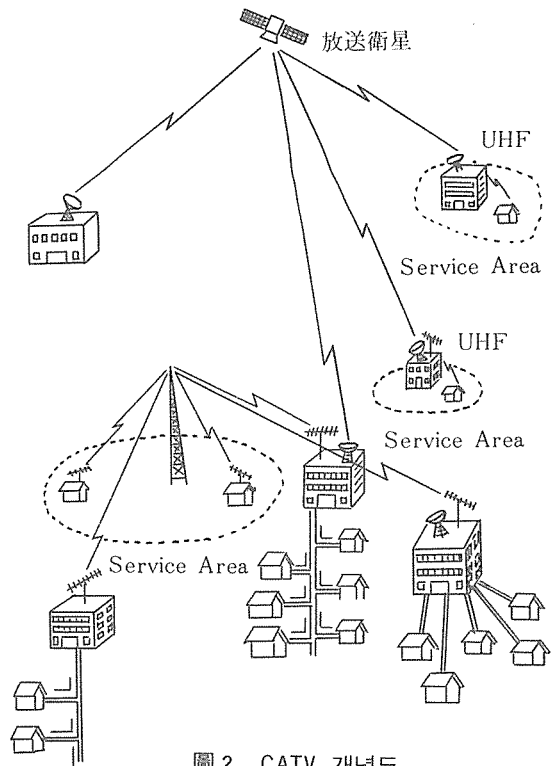 放送衛星
UHF
Service Area
UHF
Service Area
Service Area
圖 2. CATV 개념도